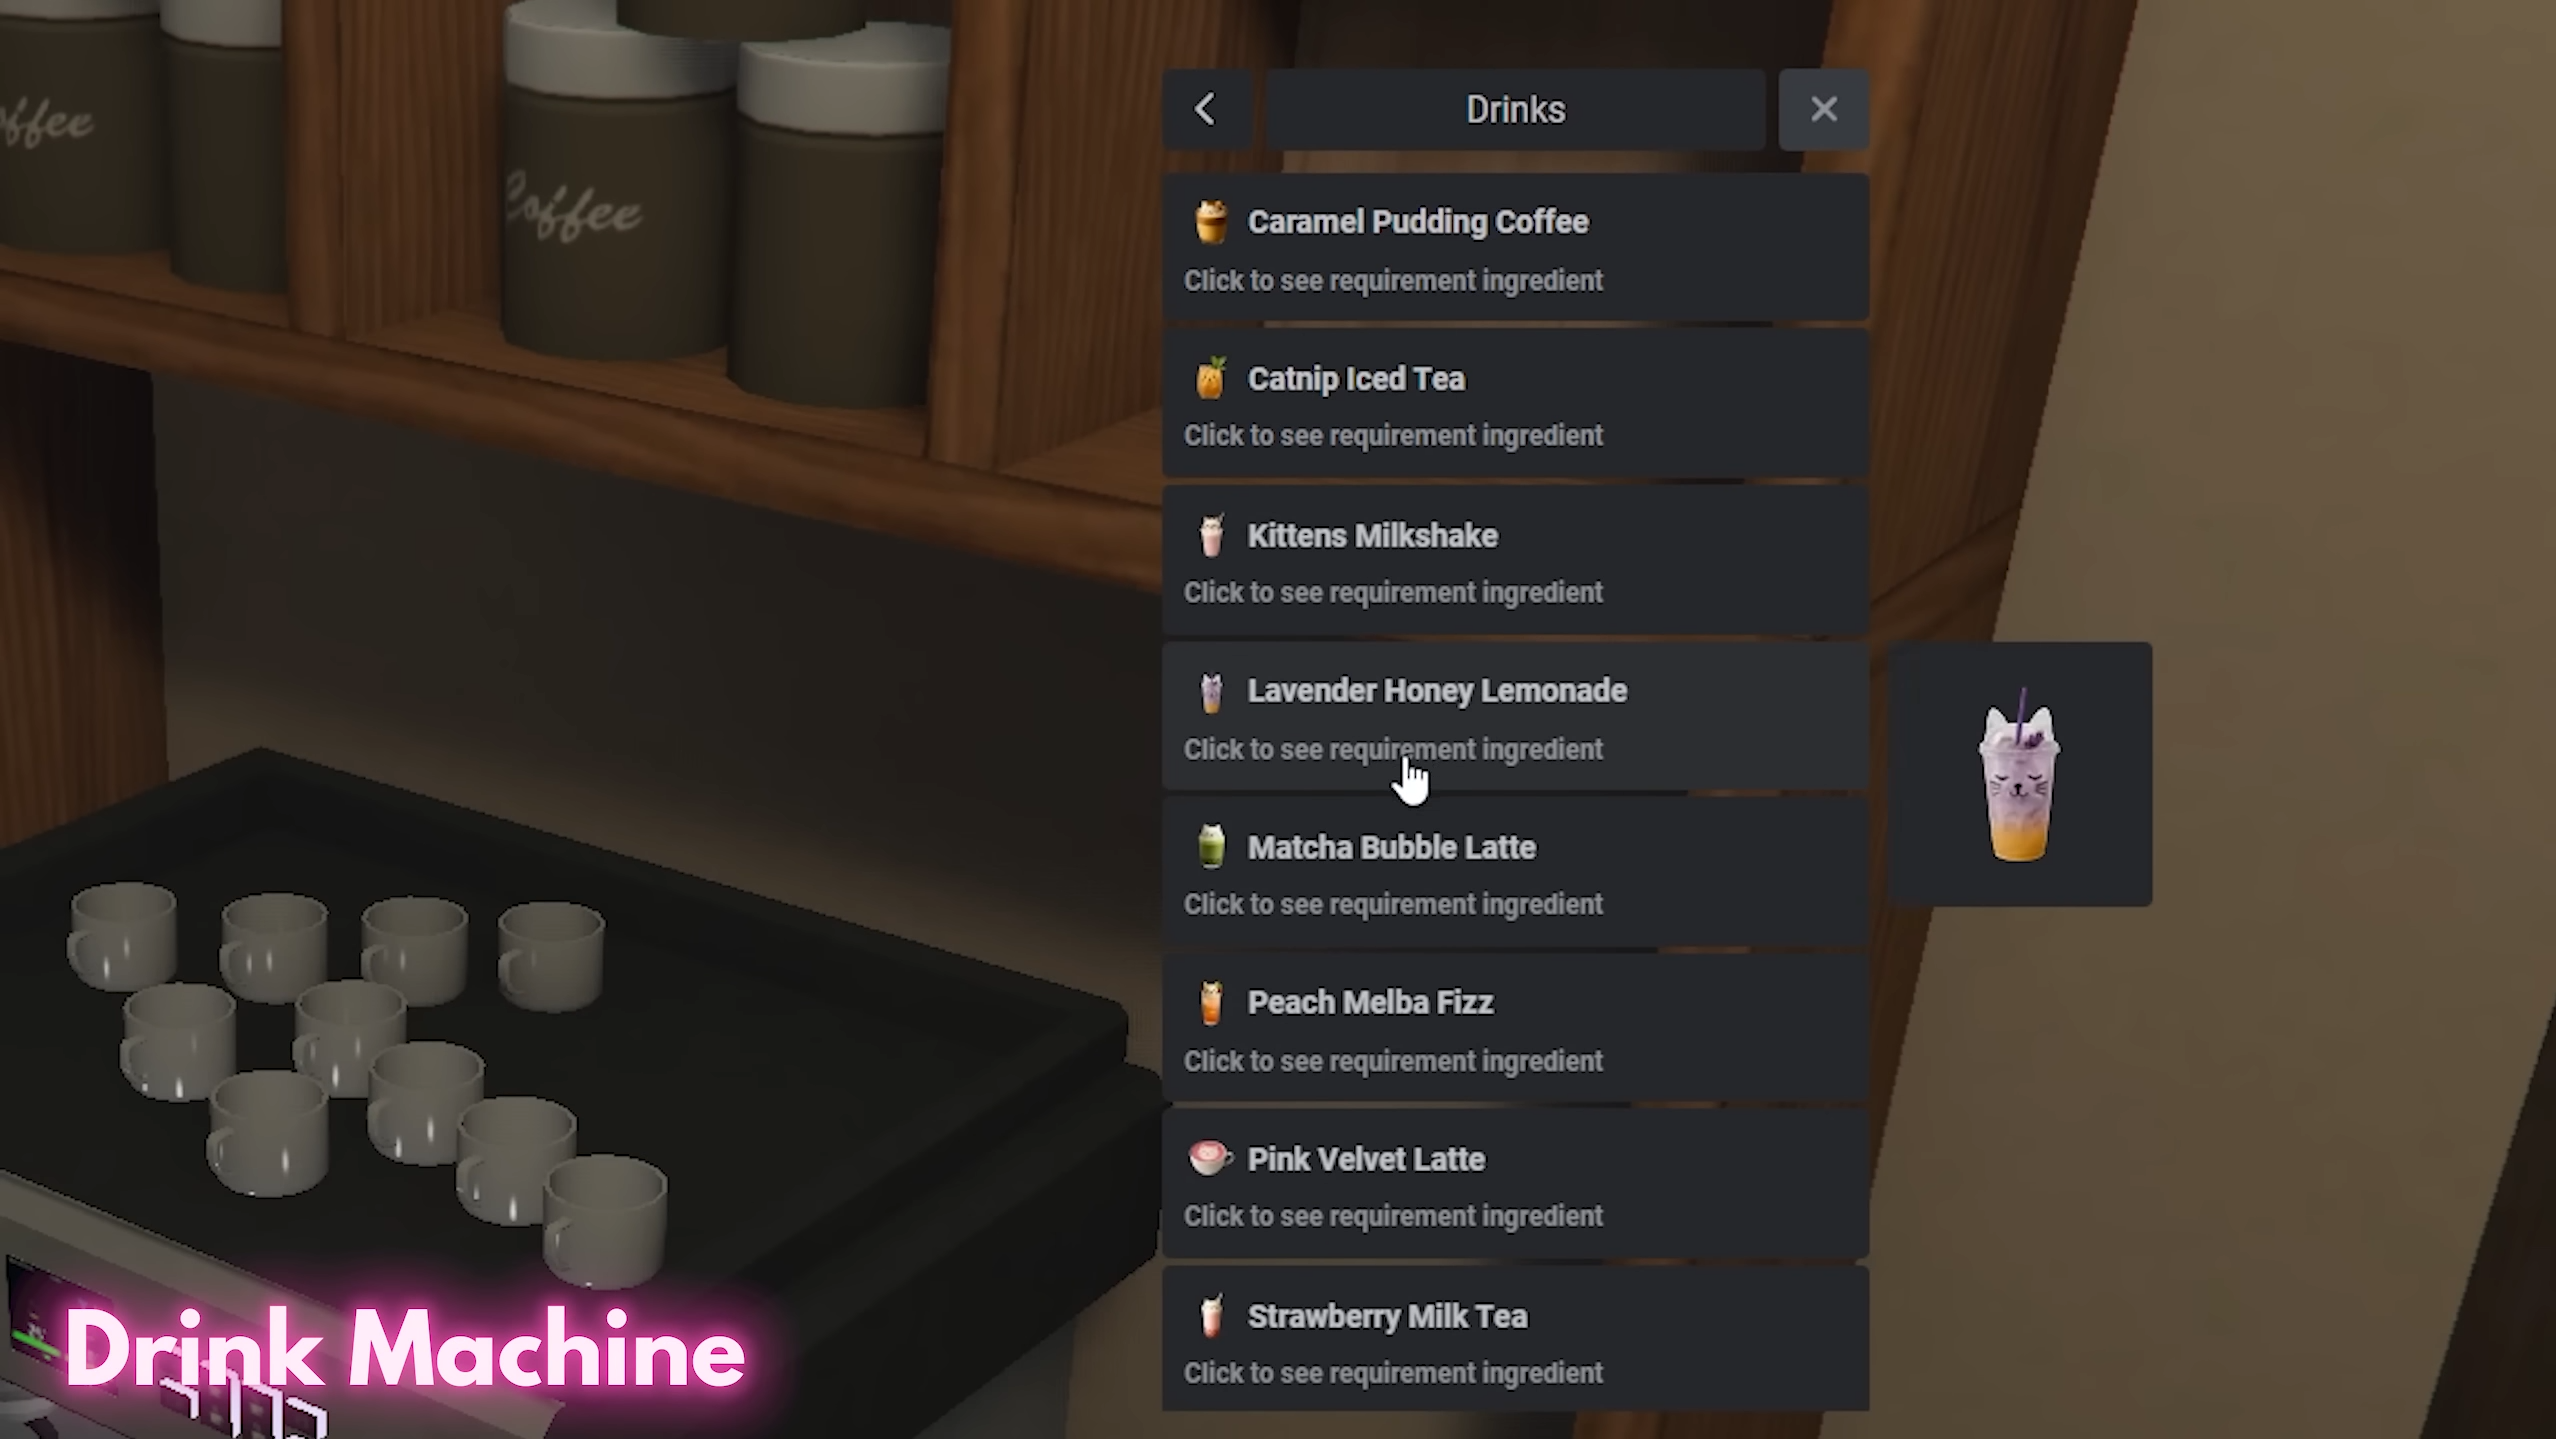 offee
Coffee
Drinks
Caramel Pudding Coffee
Click to see requirement ingredient
Catnip Iced Tea
Click to see requirement ingredient
Kittens Milkshake
Click to see requirement ingredient
Lavender Honey Lemonade
Click to see requirement ingredient
Matcha Bubble Latte
Click to see requirement ingredient
Peach Melba Fizz
Click to see requirement ingredient
Pink Velvet Latte
Click to see requirement ingredient
Strawberry Milk Tea
Click to see requirement ingredient
Drink Machine